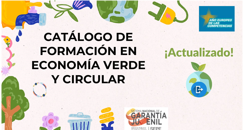 CATÁLOGO DE
FORMACIÓN EN
ECONOMÍA VERDE
Y CIRCULAR
¡Actualizado!
GARANTÍA
JUVENIL